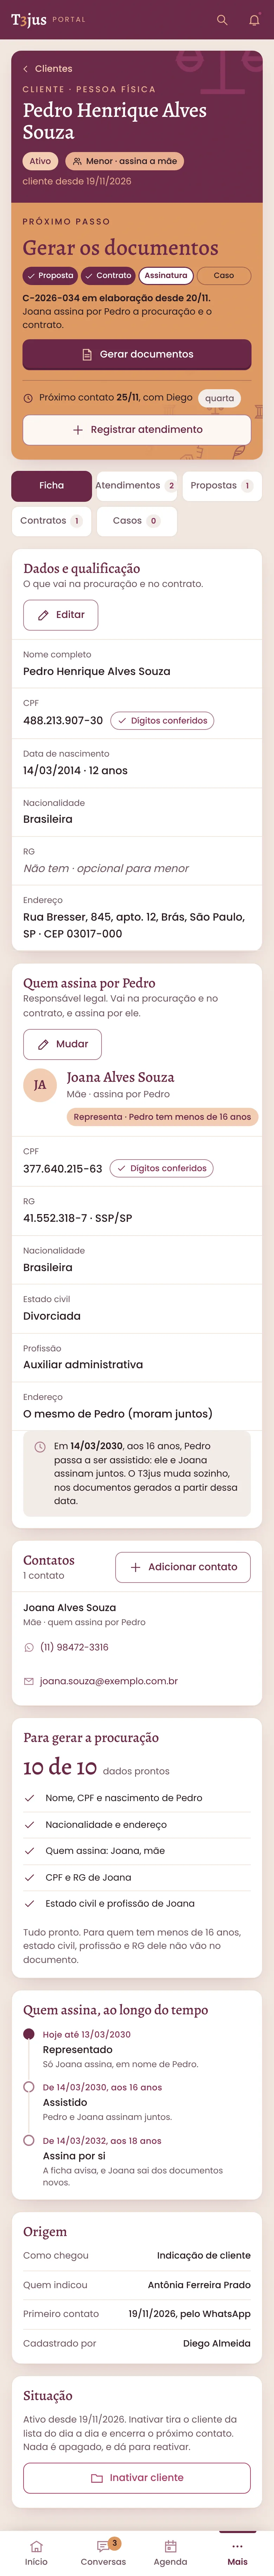 T3jus PORTAL
Clientes
CLIENTE · PESSOA FÍSICA
Pedro Henrique Alves
Souza
Ativo
Menor · assina a mãe
cliente desde 19/11/2026
PRÓXIMO PASSO
Gerar os documentos
Proposta
Contrato
Assinatura
Caso
C-2026-034 em elaboração desde 20/11.
Joana assina por Pedro a procuração e o
contrato.
Gerar documentos
Próximo contato 25/11, com Diego
quarta
Registrar atendimento
Ficha
Atendimentos 2
Propostas 1
Contratos 1
Casos 0
Dados e qualificação
O que vai na procuração e no contrato.
Editar
Nome completo
Pedro Henrique Alves Souza
CPF
488.213.907-30
Dígitos conferidos
Data de nascimento
14/03/2014 · 12 anos
Nacionalidade
Brasileira
RG
Não tem · opcional para menor
Endereço
Rua Bresser, 845, apto. 12, Brás, São Paulo,
SP · CEP 03017-000
Quem assina por Pedro
Responsável legal. Vai na procuração e no
contrato, e assina por ele.
Mudar
JA
Joana Alves Souza
Mãe · assina por Pedro
Representa · Pedro tem menos de 16 anos
CPF
377.640.215-63
Dígitos conferidos
RG
41.552.318-7 · SSP/SP
Nacionalidade
Brasileira
Estado civil
Divorciada
Profissão
Auxiliar administrativa
Endereço
O mesmo de Pedro (moram juntos)
Em 14/03/2030, aos 16 anos, Pedro
passa a ser assistido: ele e Joana
assinam juntos. O T3jus muda sozinho,
nos documentos gerados a partir dessa
data.
Contatos
1 contato
Adicionar contato
Joana Alves Souza
Mãe · quem assina por Pedro
(11) 98472-3316
joana.souza@exemplo.com.br
Para gerar a procuração
10 de 10 dados prontos
Nome, CPF e nascimento de Pedro
Nacionalidade e endereço
Quem assina: Joana, mãe
CPF e RG de Joana
Estado civil e profissão de Joana
Tudo pronto. Para quem tem menos de 16 anos,
estado civil, profissão e RG dele não vão no
documento.
Quem assina, ao longo do tempo
Hoje até 13/03/2030
Representado
Só Joana assina, em nome de Pedro.
De 14/03/2030, aos 16 anos
Assistido
Pedro e Joana assinam juntos.
De 14/03/2032, aos 18 anos
Assina por si
A ficha avisa, e Joana sai dos documentos
novos.
Origem
Como chegou Indicação de cliente
Quem indicou Antônia Ferreira Prado
Primeiro contato 19/11/2026, pelo WhatsApp
Cadastrado por Diego Almeida
Situação
Ativo desde 19/11/2026. Inativar tira o cliente da
lista do dia a dia e encerra o próximo contato.
Nada é apagado, e dá para reativar.
Inativar cliente
3
Início
Conversas
Agenda
Mais